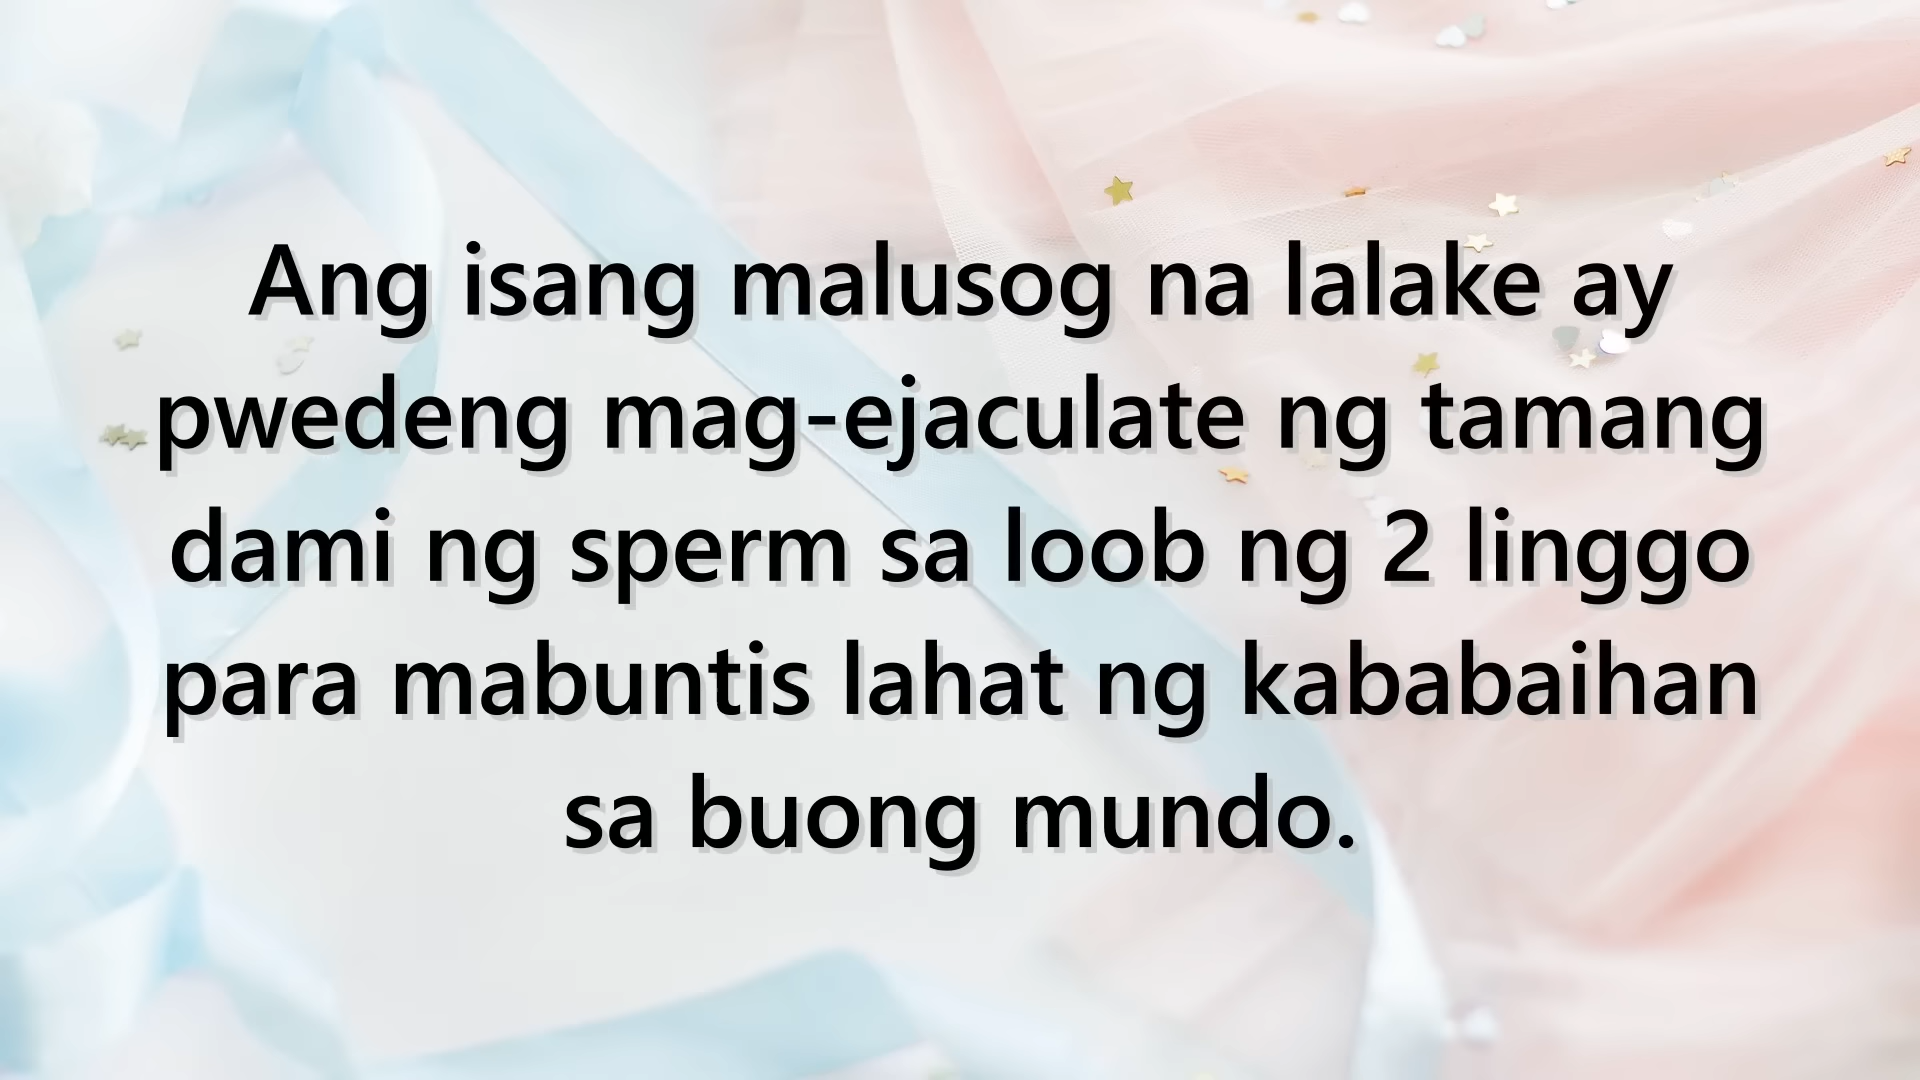 Ang isang malusog na lalake ay
pwedeng mag-ejaculate ng tamang
dami ng sperm sa loob ng 2 linggo
para mabuntis lahat ng kababaihan
sa buong mundo.